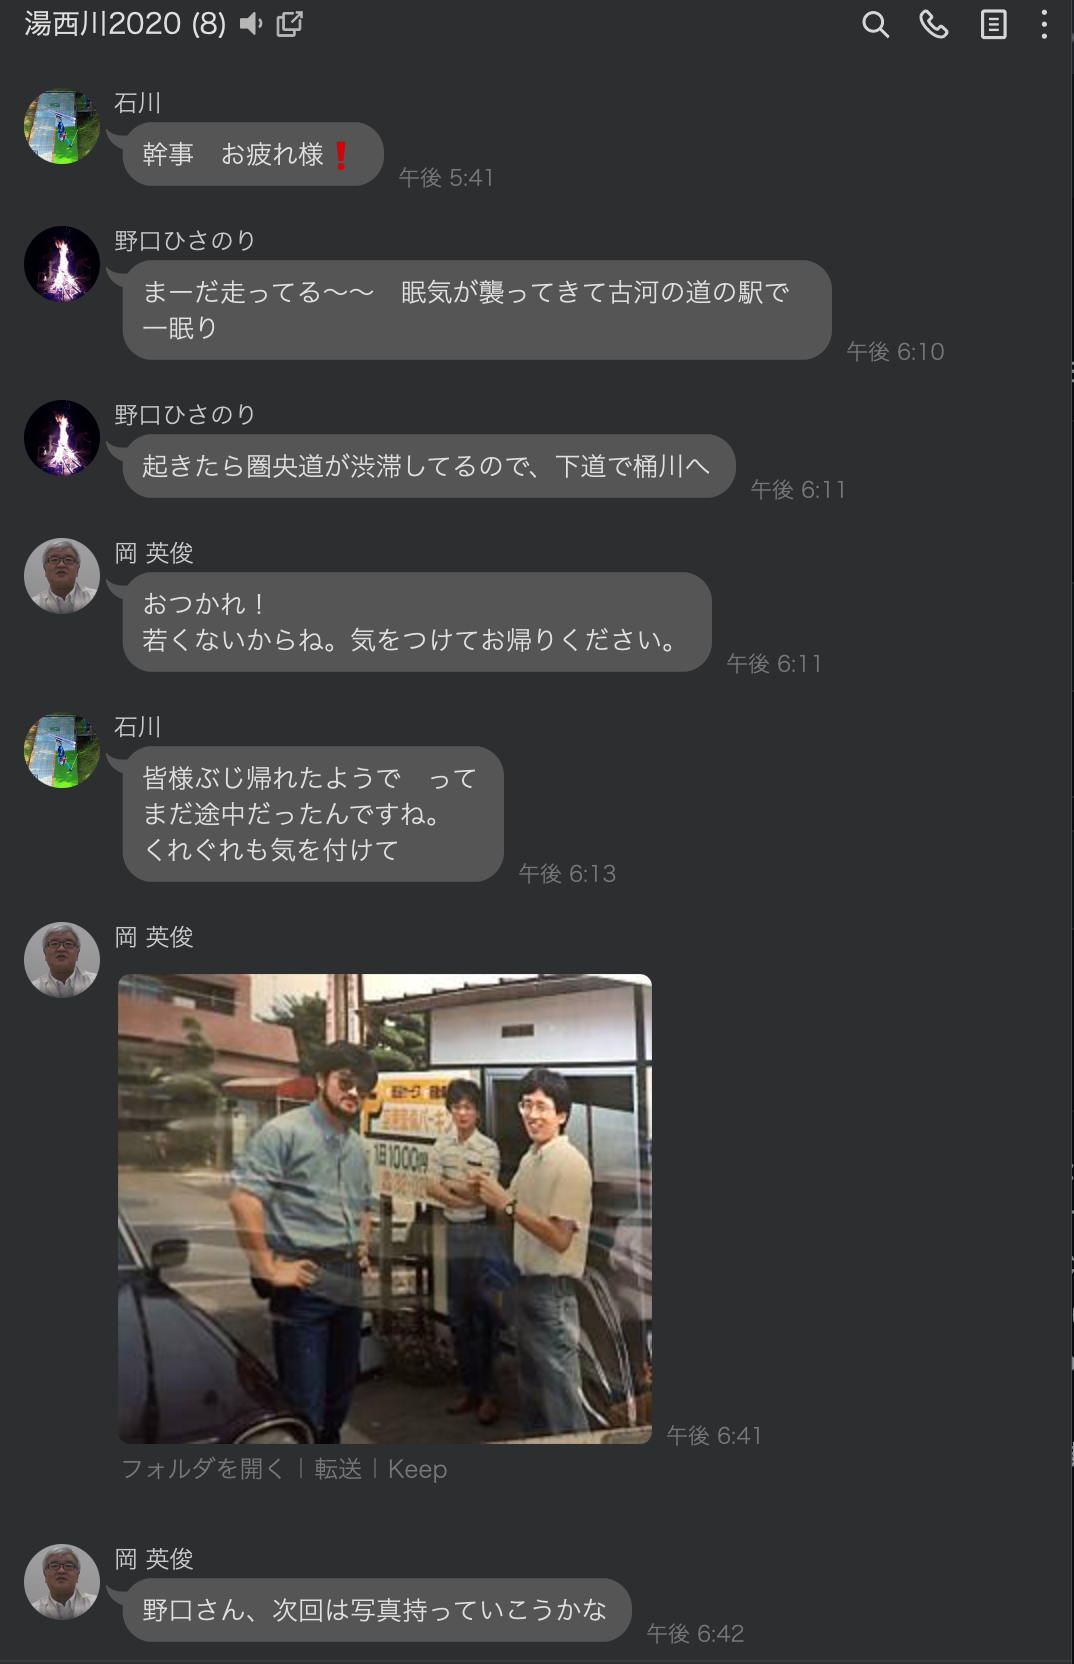 湯西川2020 (8)
石川
幹事　お疲れ様❗
午後 5:41
野口ひさのり
まーだ走ってる〜〜　眠気が襲ってきて古河の道の駅で
一眠り
午後 6:10
野口ひさのり
起きたら圏央道が渋滞してるので、下道で桶川へ
午後 6:11
岡 英俊
おつかれ！
若くないからね。気をつけてお帰りください。
午後 6:11
石川
皆様ぶじ帰れたようで　って
まだ途中だったんですね。
くれぐれも気を付けて
午後 6:13
岡 英俊
1日1000円
午後 6:41
フォルダを開く | 転送 | Keep
岡 英俊
野口さん、次回は写真持っていこうかな
午後 6:42